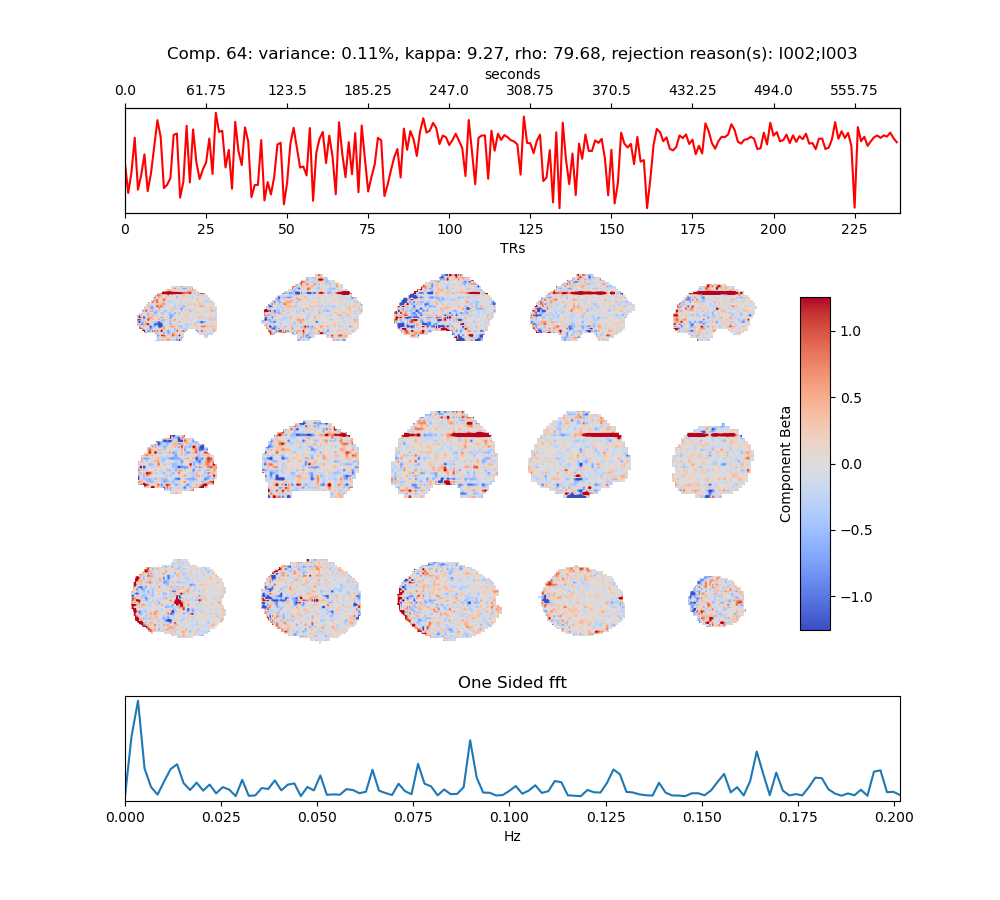 Comp. 64: variance: 0.11%, kappa: 9.27, rho: 79.68, rejection reason(s): I002;I003
seconds
0.0 61.75 123.5 185.25 247.0 308.75 370.5 432.25 494.0 555.75
0 25 50 75 100 125 150 175 200 225
TRs
1.0
0.5
0.0
−0.5
−1.0
Component Beta
One Sided fft
0.000 0.025 0.050 0.075 0.100 0.125 0.150 0.175 0.200
Hz